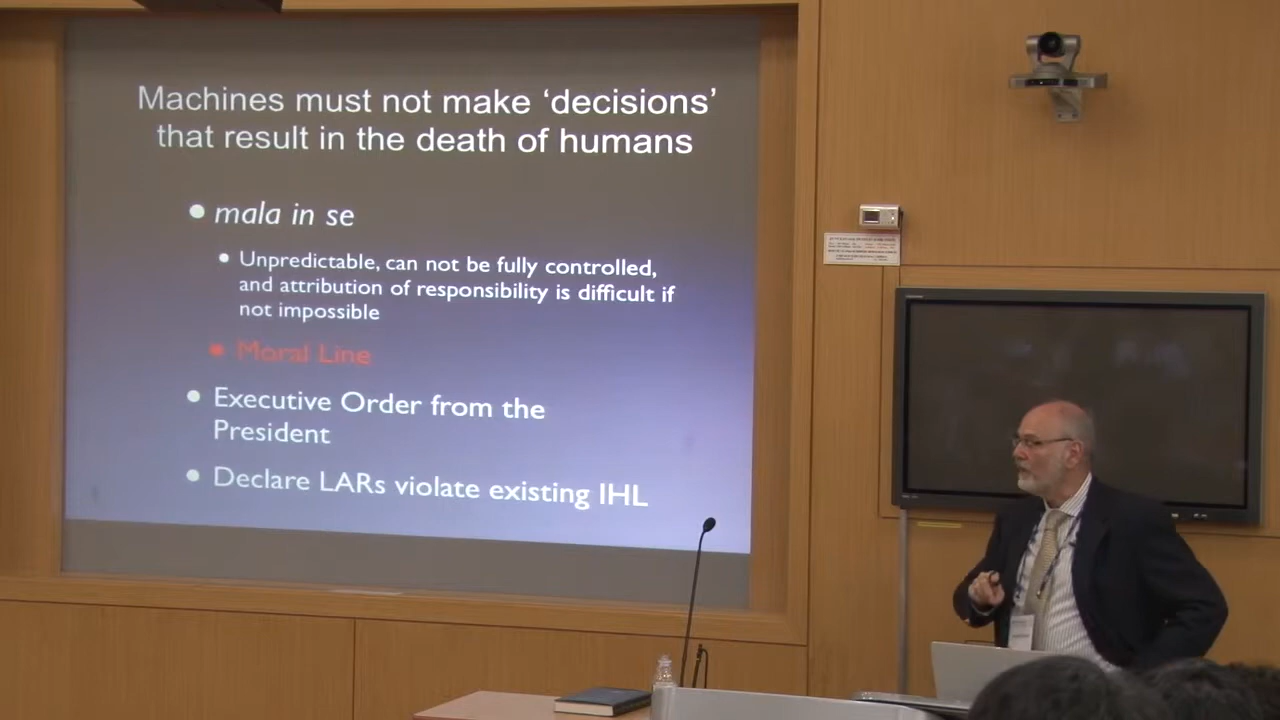 Machines must not make ‘decisions’
that result in the death of humans
mala in se
Unpredictable, can not be fully controlled,
and attribution of responsibility is difficult if
not impossible
Moral Line
Executive Order from the
President
Declare LARs violate existing IHL